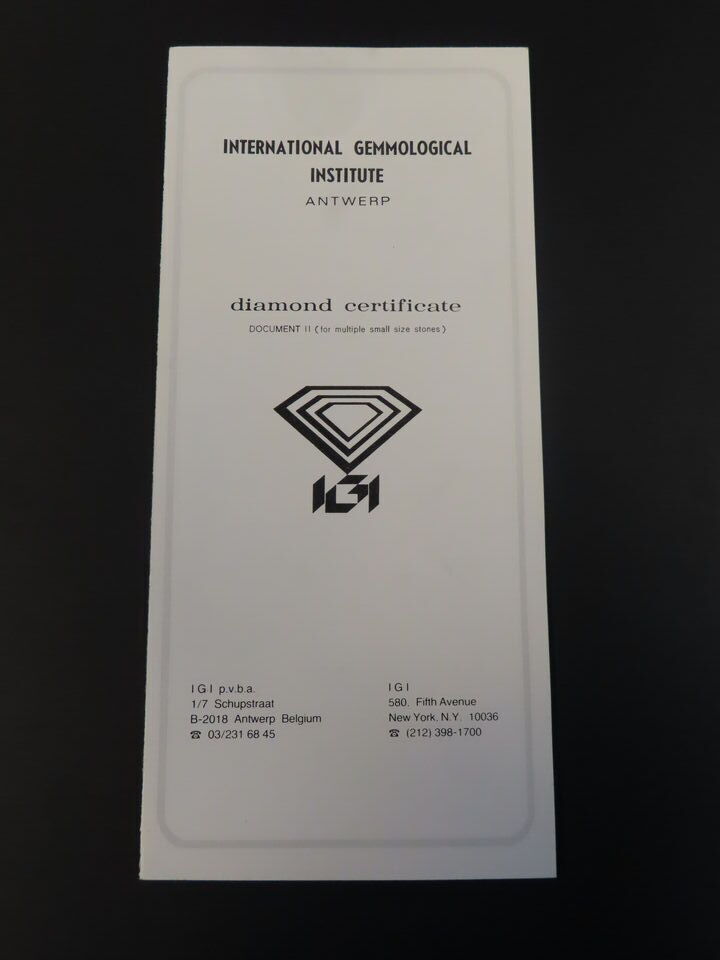 INTERNATIONAL GEMMOLOGICAL
INSTITUTE
ANTWERP
diamond certificate
DOCUMENT II (for multiple small size stones)
IGI
I G I p.v.b.a.
1/7 Schupstraat
B-2018 Antwerp Belgium
☎ 03/231 68 45
I G I
580, Fifth Avenue
New York, N.Y. 10036
☎ (212) 398-1700